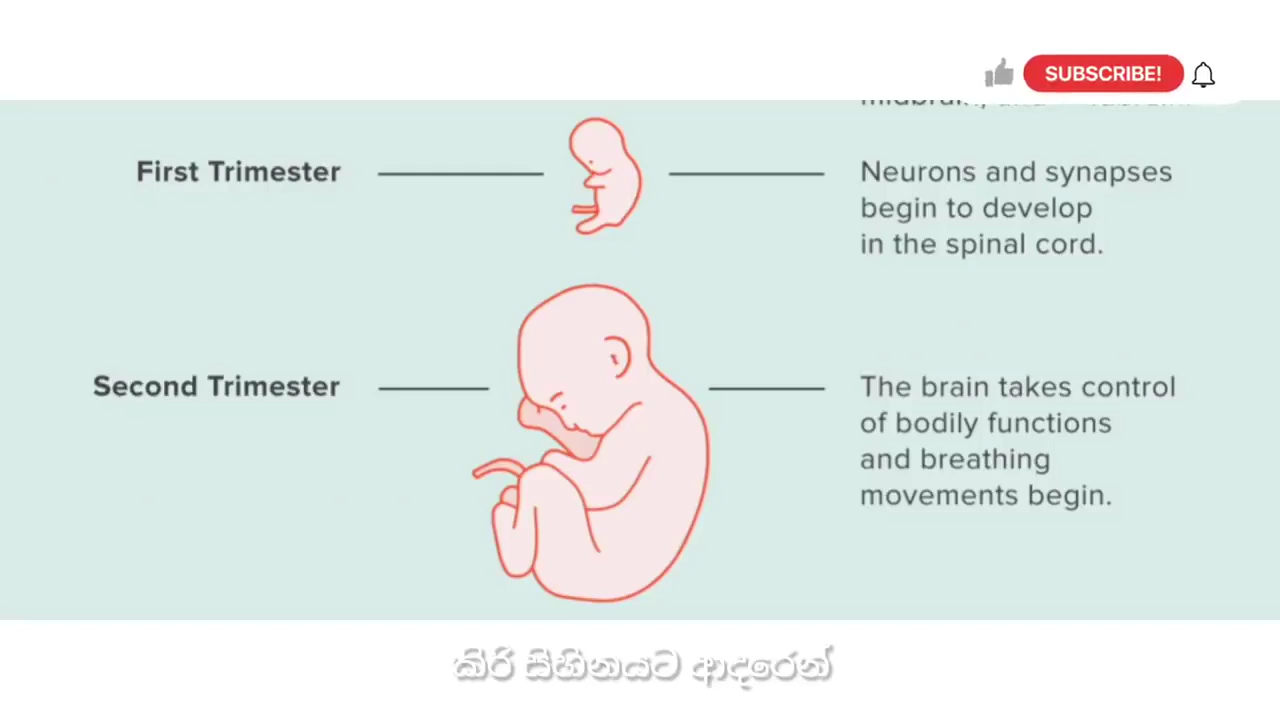 SUBSCRIBE!
First Trimester
Neurons and synapses
begin to develop
in the spinal cord.
Second Trimester
The brain takes control
of bodily functions
and breathing
movements begin.
කිරි සිහිනයට ආදරෙන්